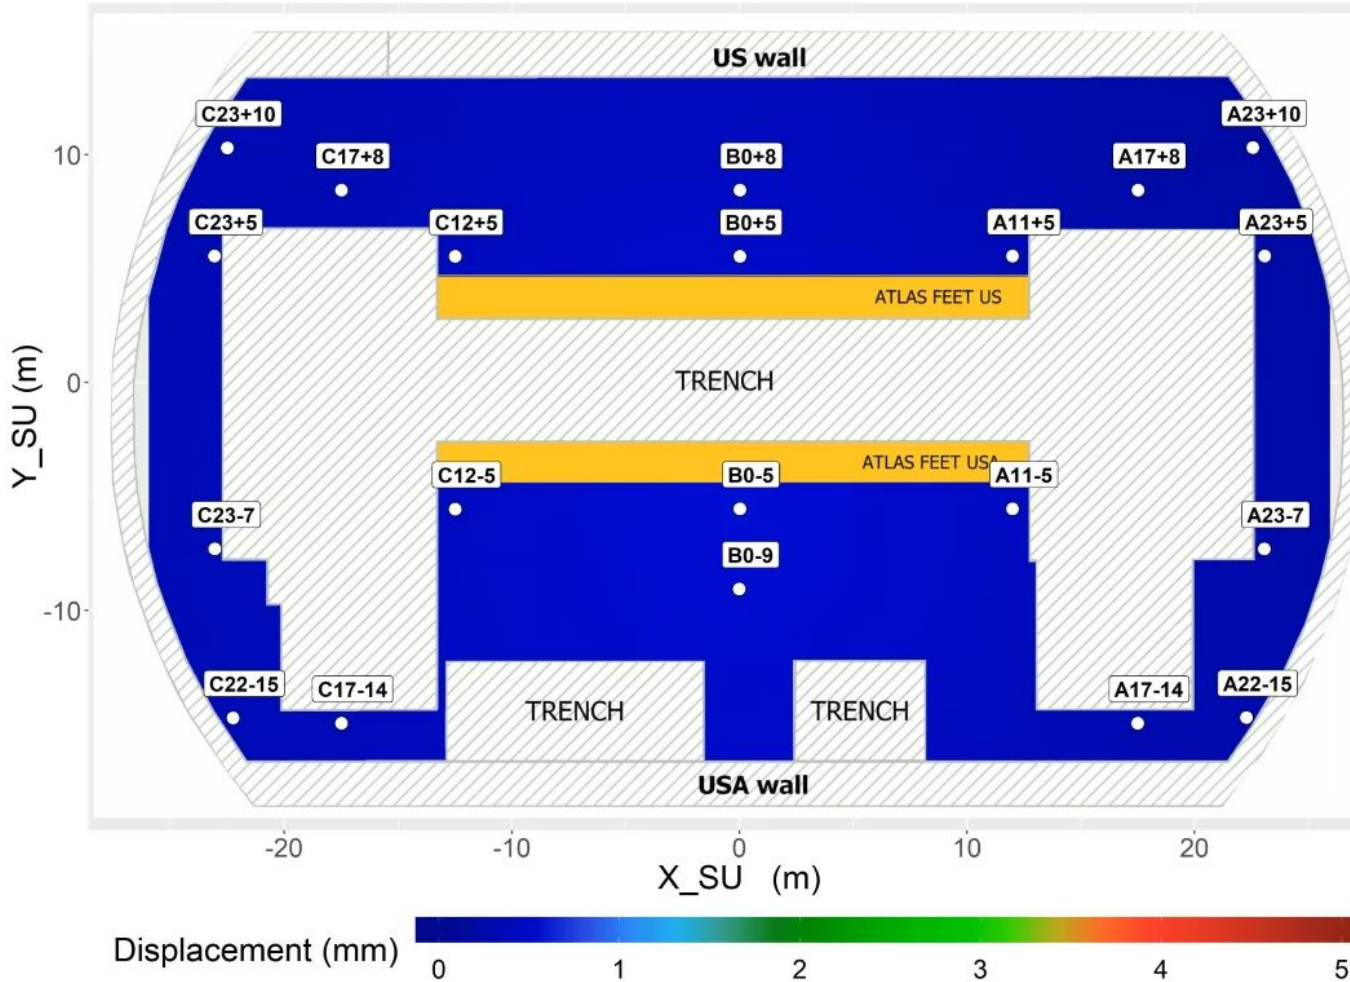 US wall
C23+10
A23+10
C17+8
B0+8
A17+8
10
C23+5
C12+5
B0+5
A11+5
A23+5
ATLAS FEET US
Y_SU (m)
0
TRENCH
ATLAS FEET USA
C12-5
B0-5
A11-5
C23-7
A23-7
B0-9
-10
C22-15
C17-14
A17-14
A22-15
TRENCH
TRENCH
USA wall
-20
-10
0
10
20
X_SU (m)
Displacement (mm)
0
1
2
3
4
5